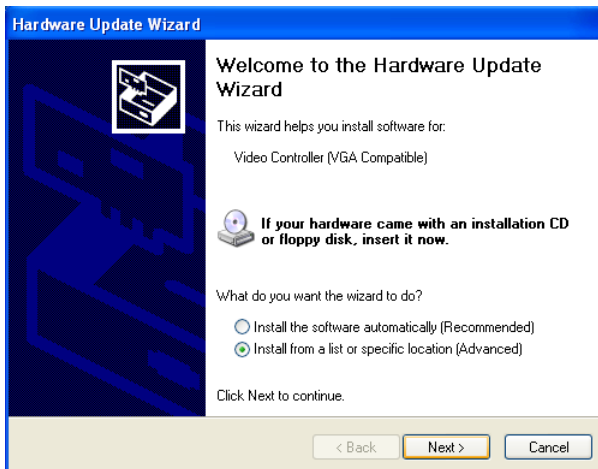 Hardware Update Wizard
Welcome to the Hardware Update
Wizard
This wizard helps you install software for:
Video Controller (VGA Compatible)
If your hardware came with an installation CD
or floppy disk, insert it now.
What do you want the wizard to do?
Install the software automatically (Recommended)
Install from a list or specific location (Advanced)
Click Next to continue.
< Back Next > Cancel